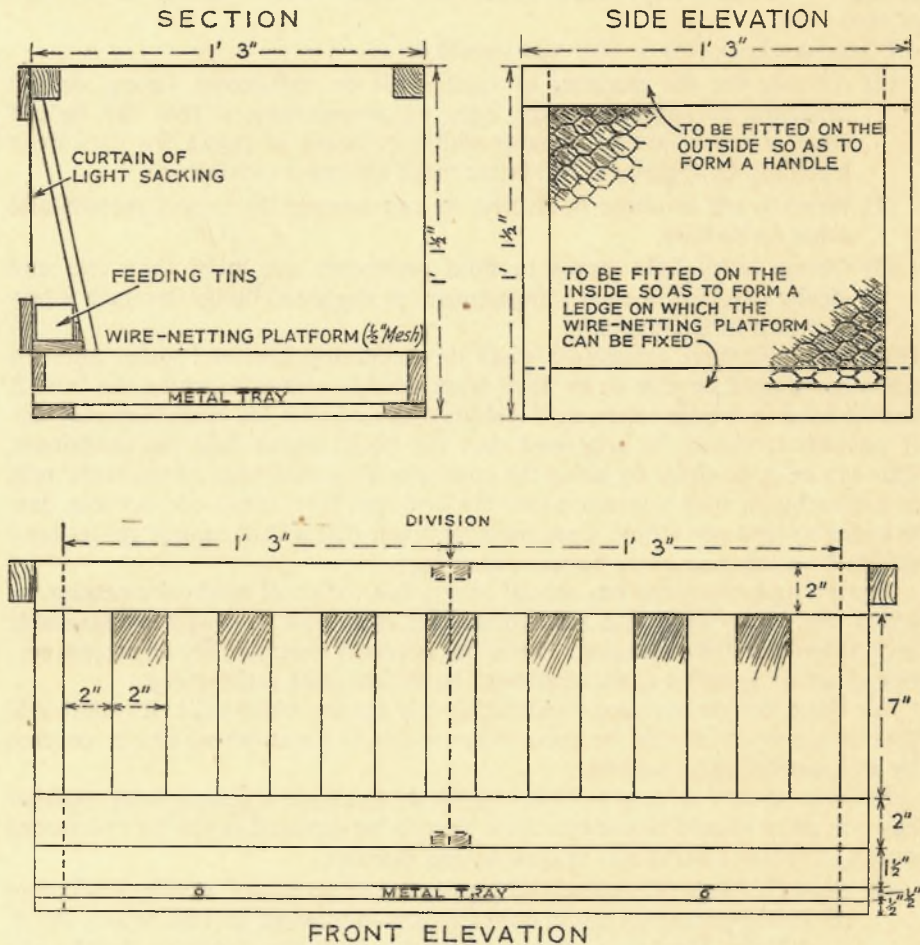 SECTION
1' 3"
CURTAIN OF
LIGHT SACKING
FEEDING TINS
WIRE-NETTING PLATFORM (½" Mesh)
METAL TRAY
1' 1½"
SIDE ELEVATION
1' 3"
1' 1½"
TO BE FITTED ON THE
OUTSIDE SO AS TO
FORM A HANDLE
TO BE FITTED ON THE
INSIDE SO AS TO FORM A
LEDGE ON WHICH THE
WIRE-NETTING PLATFORM
CAN BE FIXED
DIVISION
1' 3"
1' 3"
2"
2"
2"
7"
2"
1½"
½"
½"
METAL TRAY
FRONT ELEVATION